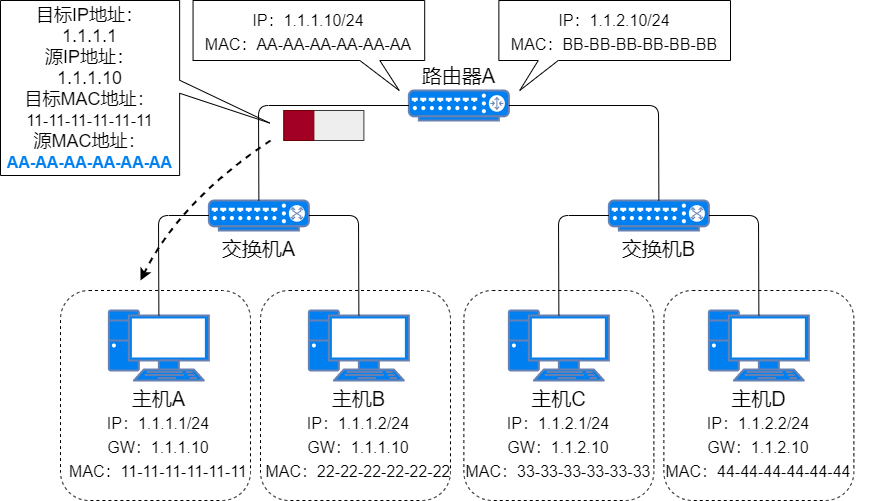 目标IP地址：
1.1.1.1
源IP地址：
1.1.1.10
目标MAC地址：
11-11-11-11-11-11
源MAC地址：
AA-AA-AA-AA-AA-AA
IP：1.1.1.10/24
MAC：AA-AA-AA-AA-AA-AA
IP：1.1.2.10/24
MAC：BB-BB-BB-BB-BB-BB
路由器A
交换机A
交换机B
主机A
IP：1.1.1.1/24
GW：1.1.1.10
MAC：11-11-11-11-11-11
主机B
IP：1.1.1.2/24
GW：1.1.1.10
MAC：22-22-22-22-22-22
主机C
IP：1.1.2.1/24
GW：1.1.2.10
MAC：33-33-33-33-33-33
主机D
IP：1.1.2.2/24
GW：1.1.2.10
MAC：44-44-44-44-44-44